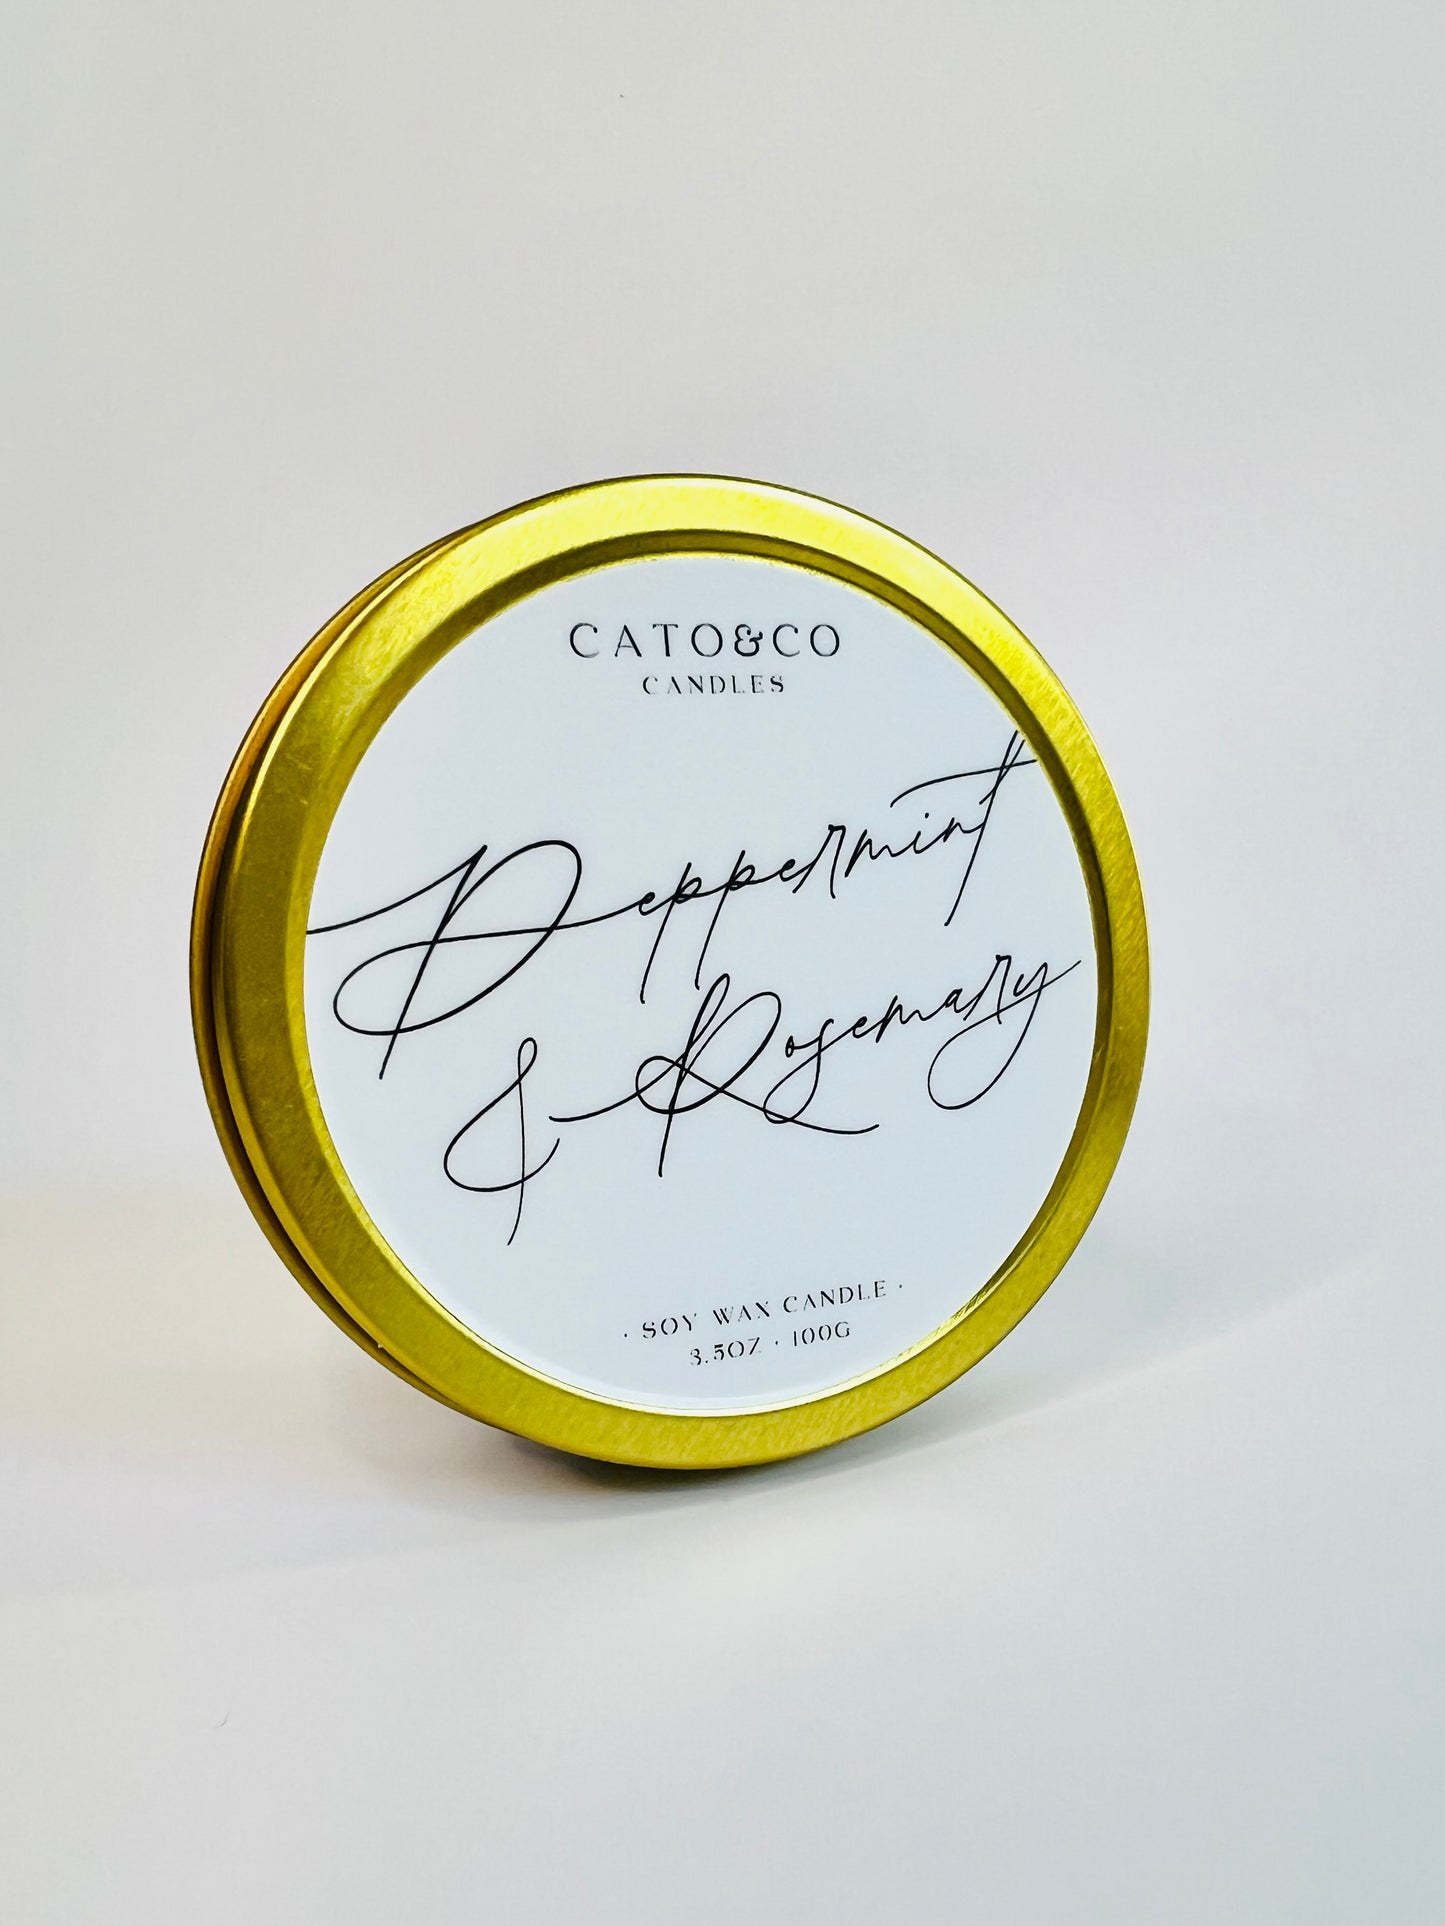 CATO&CO
CANDLES
Peppermint
& Rosemary
· SOY WAX CANDLE ·
3.5OZ · 100G